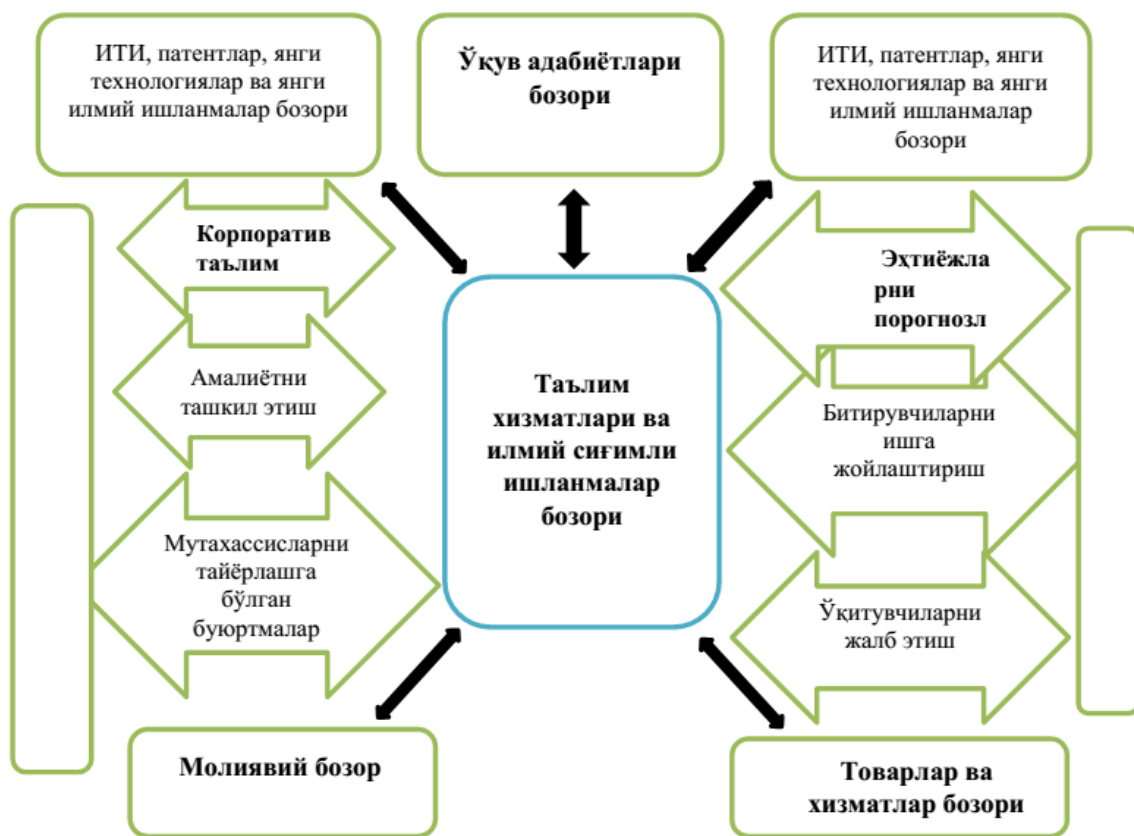 ИТИ, патентлар, янги
технологиялар ва янги
илмий ишланмалар бозори
Ўқув адабиётлари
бозори
ИТИ, патентлар, янги
технологиялар ва янги
илмий ишланмалар
бозори
Корпоратив
таълим
Эҳтиёжла
рни
порогнозл
Амалиётни
ташкил этиш
Таълим
хизматлари ва
илмий сиғимли
ишланмалар
бозори
Битирувчиларни
ишга
жойлаштириш
Мутахассисларни
тайёрлашга
бўлган
буюртмалар
Ўқитувчиларни
жалб этиш
Молиявий бозор
Товарлар ва
хизматлар бозори